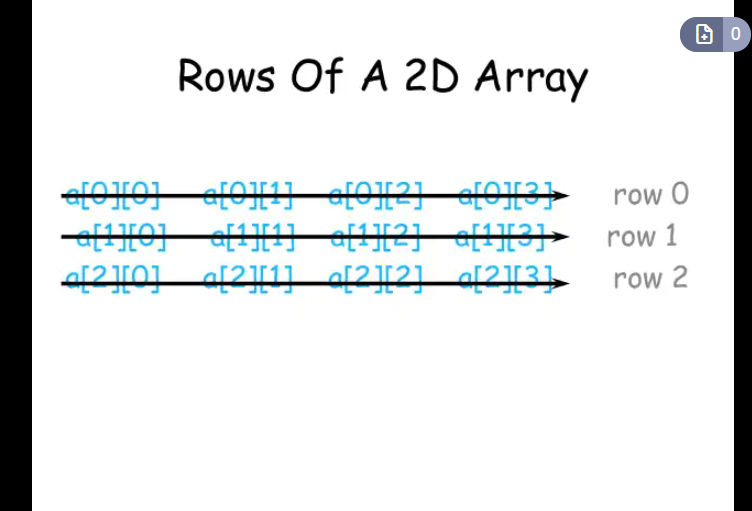 0
Rows Of A 2D Array
a[0][0] a[0][1] a[0][2] a[0][3] row 0
a[1][0] a[1][1] a[1][2] a[1][3] row 1
a[2][0] a[2][1] a[2][2] a[2][3] row 2